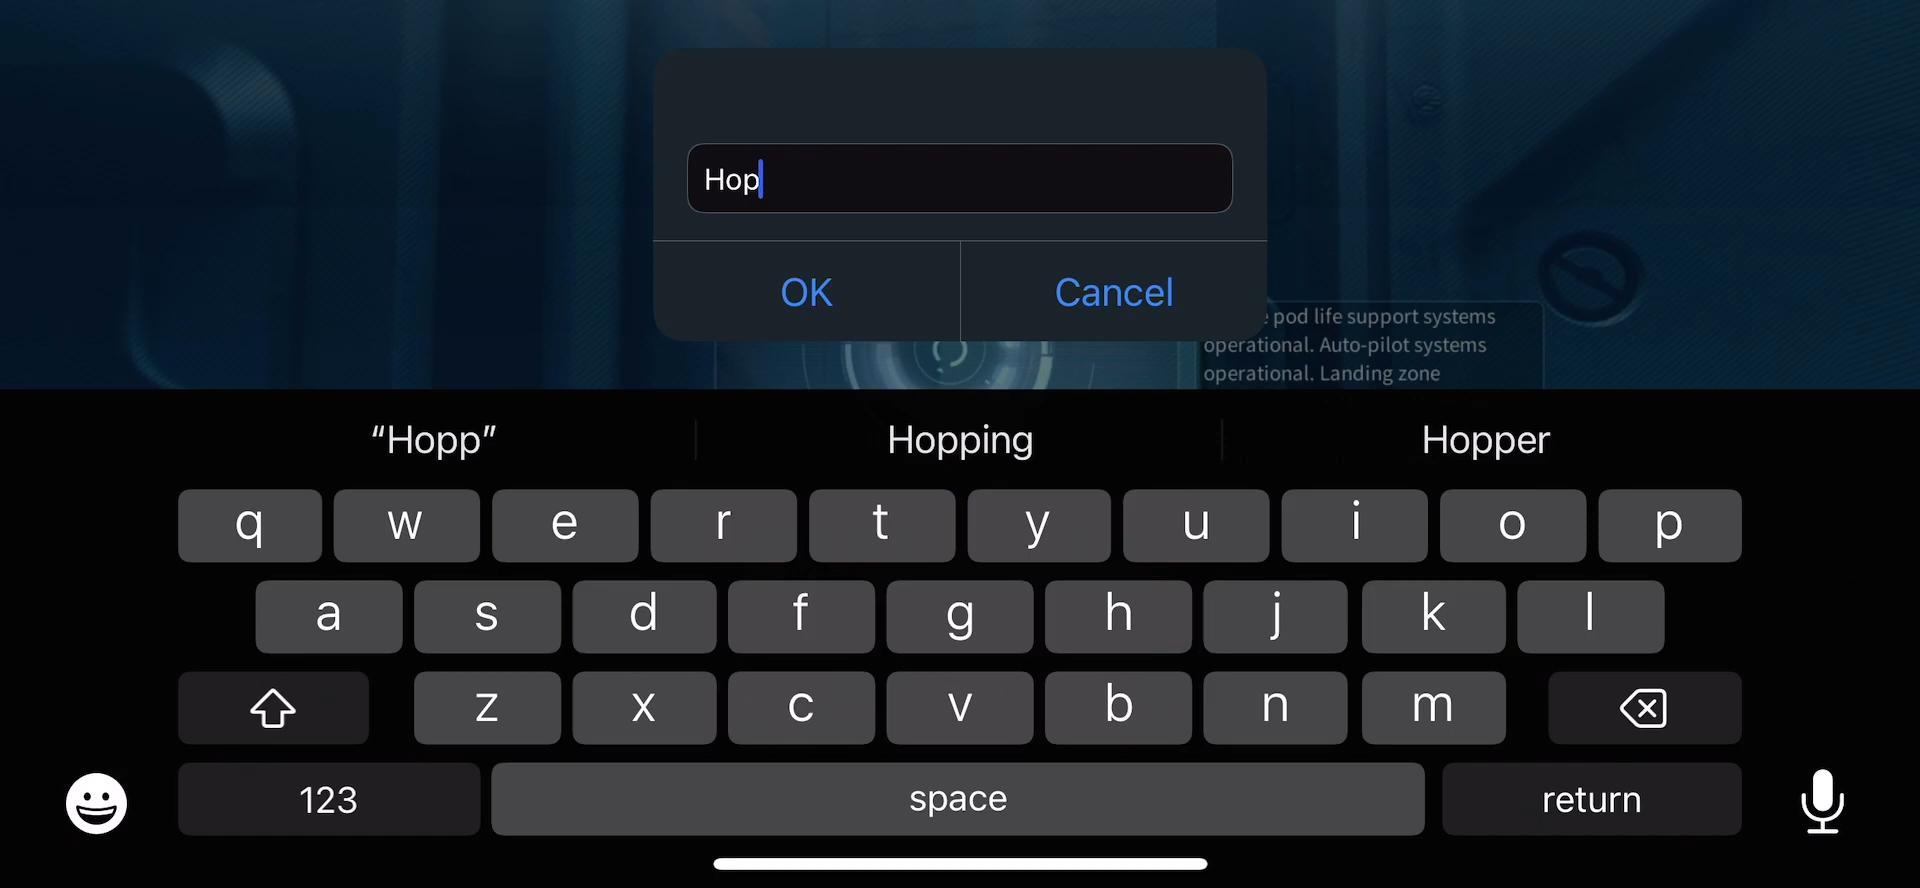 Hop
OK
Cancel
pod life support systems
operational. Auto-pilot systems
operational. Landing zone
“Hopp”
Hopping
Hopper
q w e r t y u i o p
a s d f g h j k l
z x c v b n m
123
space
return